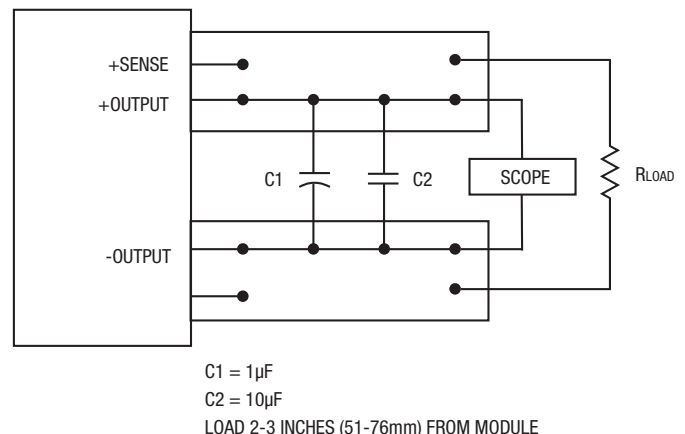 +SENSE
+OUTPUT
C1
C2
SCOPE
RLOAD
-OUTPUT
C1 = 1µF
C2 = 10µF
LOAD 2-3 INCHES (51-76mm) FROM MODULE